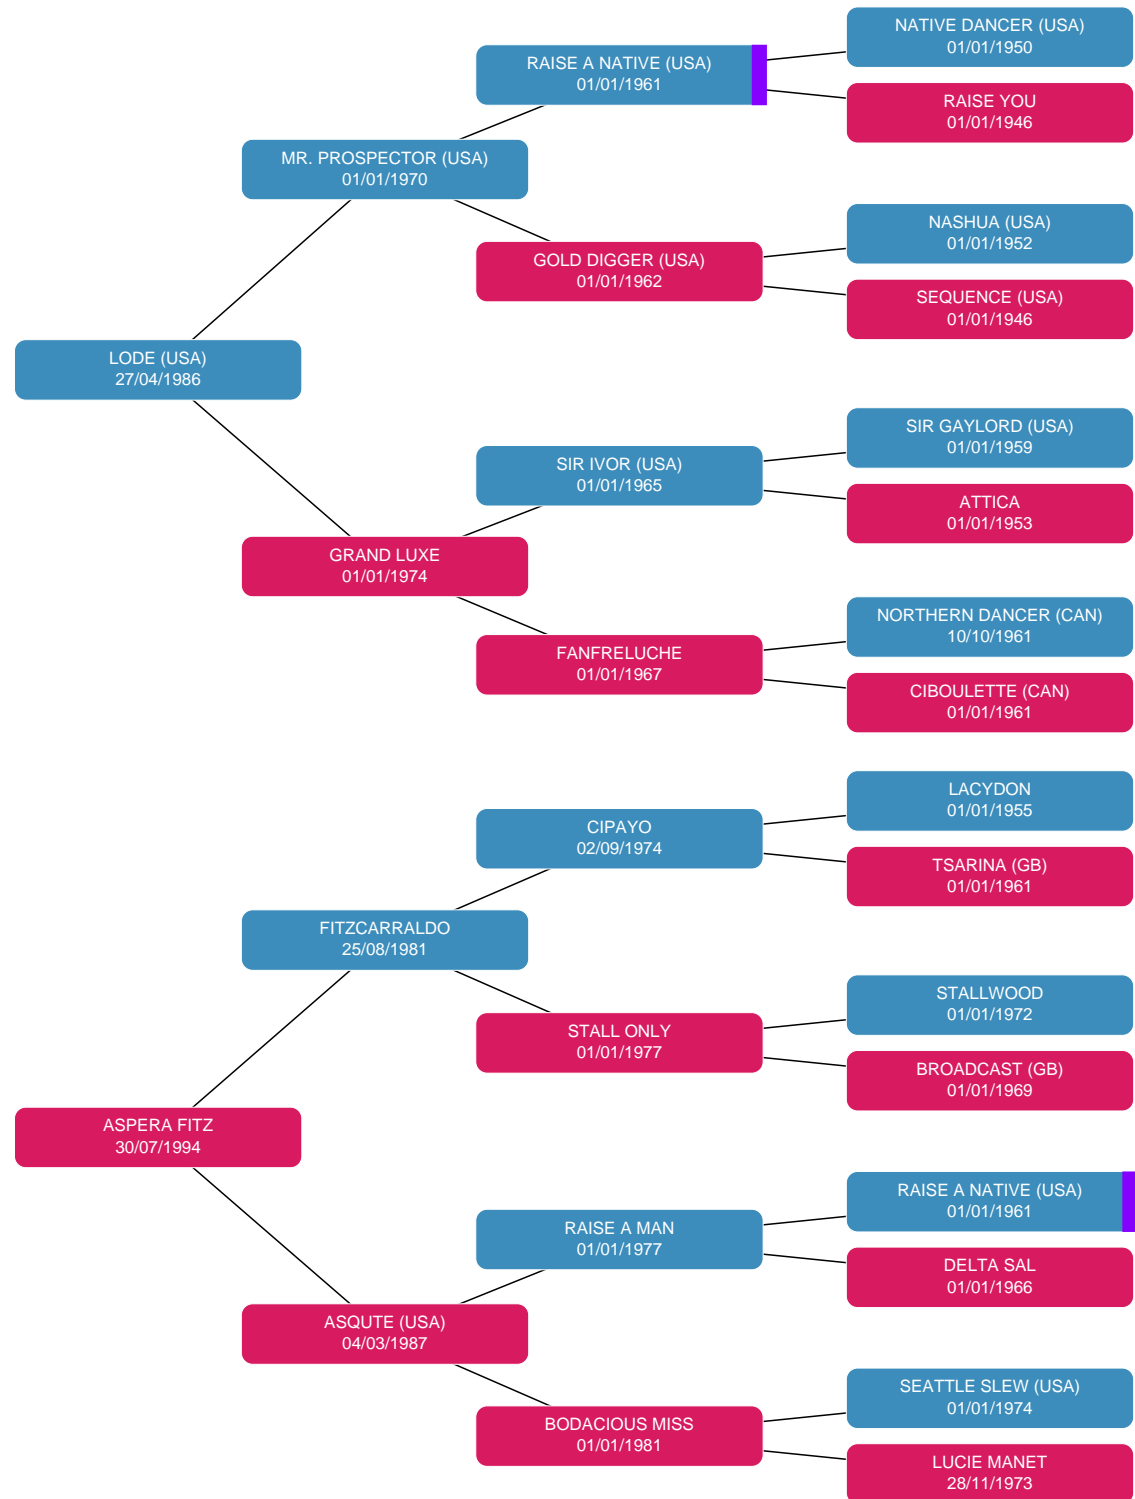 NATIVE DANCER (USA)
01/01/1950
RAISE A NATIVE (USA)
01/01/1961
RAISE YOU
01/01/1946
MR. PROSPECTOR (USA)
01/01/1970
NASHUA (USA)
01/01/1952
GOLD DIGGER (USA)
01/01/1962
SEQUENCE (USA)
01/01/1946
LODE (USA)
27/04/1986
SIR GAYLORD (USA)
01/01/1959
SIR IVOR (USA)
01/01/1965
ATTICA
01/01/1953
GRAND LUXE
01/01/1974
NORTHERN DANCER (CAN)
10/10/1961
FANFRELUCHE
01/01/1967
CIBOULETTE (CAN)
01/01/1961
LACYDON
01/01/1955
CIPAYO
02/09/1974
TSARINA (GB)
01/01/1961
FITZCARRALDO
25/08/1981
STALLWOOD
01/01/1972
STALL ONLY
01/01/1977
BROADCAST (GB)
01/01/1969
ASPERA FITZ
30/07/1994
RAISE A NATIVE (USA)
01/01/1961
RAISE A MAN
01/01/1977
DELTA SAL
01/01/1966
ASQUTE (USA)
04/03/1987
SEATTLE SLEW (USA)
01/01/1974
BODACIOUS MISS
01/01/1981
LUCIE MANET
28/11/1973